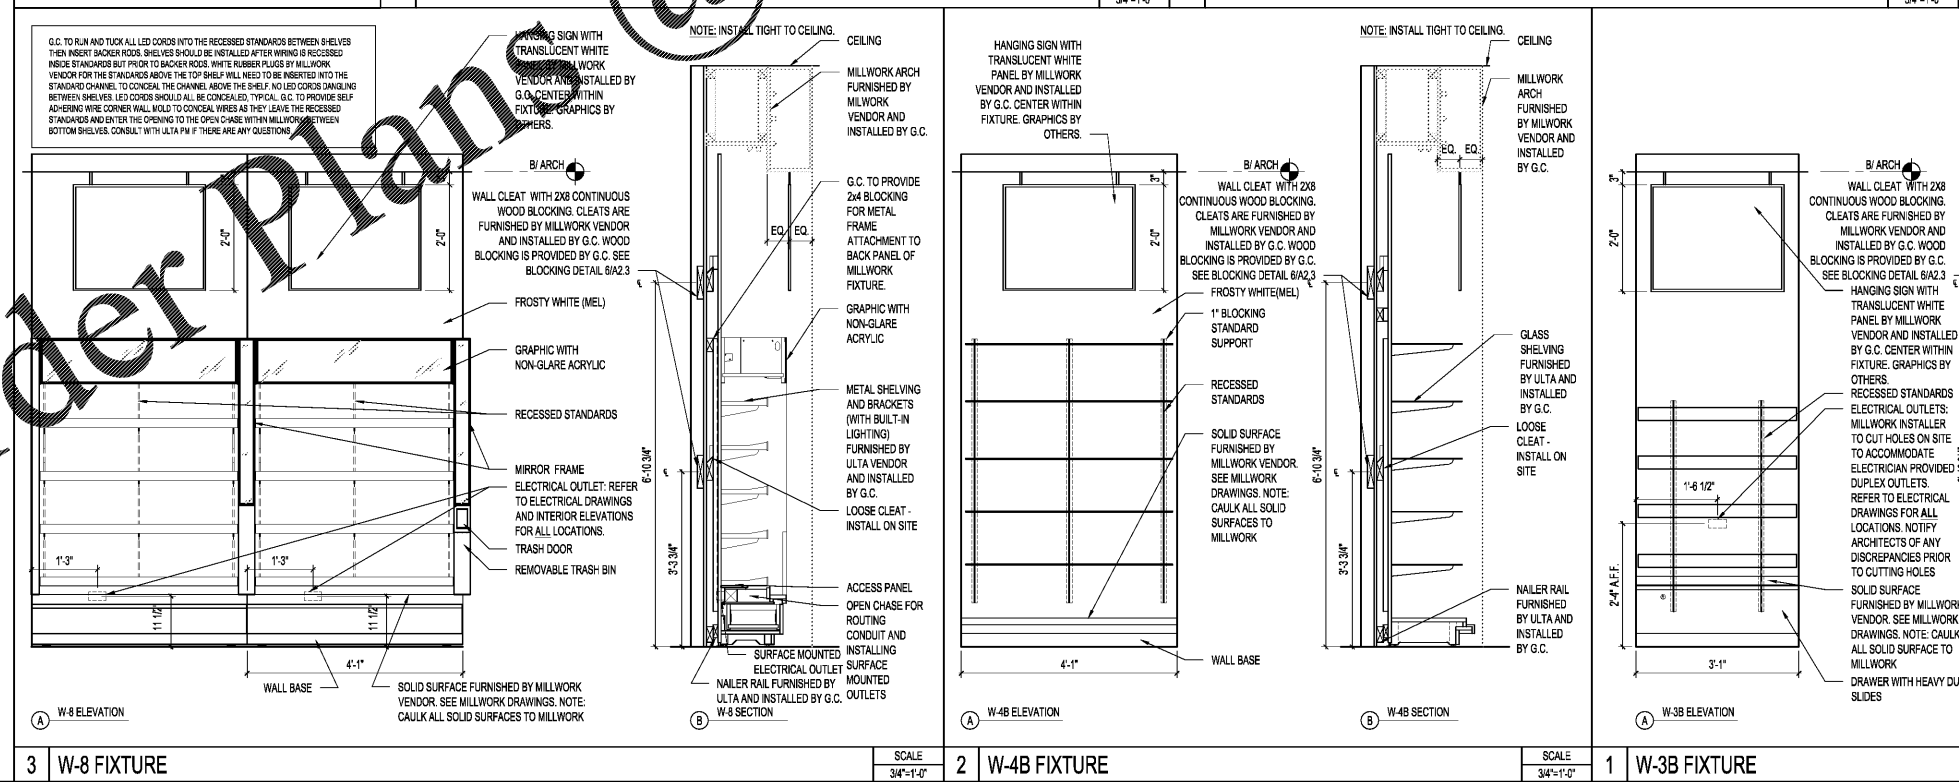 3/4"=1'-0"
3/4"=1'-0"
G.C. TO RUN AND TUCK ALL LED CORDS INTO THE RECESSED STANDARDS BETWEEN SHELVES
THEN INSERT BACKER RODS. SHELVES SHOULD BE INSTALLED AFTER WIRING IS RECESSED
INSIDE STANDARDS BUT PRIOR TO BACKER RODS. WHITE RUBBER PLUGS BY MILLWORK
VENDOR FOR THE STANDARDS ABOVE THE TOP SHELF WILL NEED TO BE INSERTED INTO THE
STANDARD CHANNEL TO CONCEAL THE CHANNEL ABOVE THE SHELF. NO LED CORDS DANGLING
BETWEEN SHELVES. LED CORDS SHOULD ALL BE CONCEALED, TYPICAL. G.C. TO PROVIDE SELF
ADHERING WIRE CORNER WALL MOLD TO CONCEAL WIRES AS THEY LEAVE THE RECESSED
STANDARDS AND ENTER THE OPENING TO THE OPEN CHASE WITHIN MILLWORK BETWEEN
BOTTOM SHELVES. CONSULT WITH ULTA PM IF THERE ARE ANY QUESTIONS.
der Plans @
HANGING SIGN WITH
TRANSLUCENT WHITE
PANEL BY MILLWORK
VENDOR AND INSTALLED BY
G.C. CENTER WITHIN
FIXTURE. GRAPHICS BY
OTHERS.
B/ ARCH
WALL CLEAT WITH 2X8 CONTINUOUS
WOOD BLOCKING. CLEATS ARE
FURNISHED BY MILLWORK VENDOR
AND INSTALLED BY G.C. WOOD
BLOCKING IS PROVIDED BY G.C. SEE
BLOCKING DETAIL 6/A2.3
2'-0"
2'-0"
FROSTY WHITE (MEL)
GRAPHIC WITH
NON-GLARE ACRYLIC
RECESSED STANDARDS
MIRROR FRAME
ELECTRICAL OUTLET: REFER
TO ELECTRICAL DRAWINGS
AND INTERIOR ELEVATIONS
FOR ALL LOCATIONS.
TRASH DOOR
REMOVABLE TRASH BIN
1'-3"
1'-3"
11 1/2"
11 1/2"
4'-1"
WALL BASE
SOLID SURFACE FURNISHED BY MILLWORK
VENDOR. SEE MILLWORK DRAWINGS. NOTE:
CAULK ALL SOLID SURFACES TO MILLWORK
A
W-8 ELEVATION
NOTE: INSTALL TIGHT TO CEILING.
CEILING
MILLWORK ARCH
FURNISHED BY
MILWORK
VENDOR AND
INSTALLED BY G.C.
G.C. TO PROVIDE
2x4 BLOCKING
FOR METAL
FRAME
ATTACHMENT TO
BACK PANEL OF
MILLWORK
FIXTURE.
EQ. EQ.
GRAPHIC WITH
NON-GLARE
ACRYLIC
METAL SHELVING
AND BRACKETS
(WITH BUILT-IN
LIGHTING)
FURNISHED BY
ULTA VENDOR
AND INSTALLED
BY G.C.
LOOSE CLEAT -
INSTALL ON SITE
6'-10 3/4"
3'-3 3/4"
ACCESS PANEL
OPEN CHASE FOR
ROUTING
CONDUIT AND
INSTALLING
SURFACE
MOUNTED
OUTLETS
SURFACE MOUNTED
ELECTRICAL OUTLET
NAILER RAIL FURNISHED BY
ULTA AND INSTALLED BY G.C.
B
W-8 SECTION
3 W-8 FIXTURE
SCALE
3/4"=1'-0"
HANGING SIGN WITH
TRANSLUCENT WHITE
PANEL BY MILLWORK
VENDOR AND INSTALLED
BY G.C. CENTER WITHIN
FIXTURE. GRAPHICS BY
OTHERS.
B/ ARCH
3"
2'-0"
WALL CLEAT WITH 2X8
CONTINUOUS WOOD BLOCKING.
CLEATS ARE FURNISHED BY
MILLWORK VENDOR AND
INSTALLED BY G.C. WOOD
BLOCKING IS PROVIDED BY G.C.
SEE BLOCKING DETAIL 6/A2.3
FROSTY WHITE(MEL)
1" BLOCKING
STANDARD
SUPPORT
RECESSED
STANDARDS
SOLID SURFACE
FURNISHED BY
MILLWORK VENDOR.
SEE MILLWORK
DRAWINGS. NOTE:
CAULK ALL SOLID
SURFACES TO
MILLWORK
WALL BASE
4'-1"
A
W-4B ELEVATION
NOTE: INSTALL TIGHT TO CEILING.
CEILING
MILLWORK
ARCH
FURNISHED
BY MILWORK
VENDOR AND
INSTALLED
BY G.C.
EQ. EQ.
GLASS
SHELVING
FURNISHED
BY ULTA AND
INSTALLED
BY G.C.
LOOSE
CLEAT -
INSTALL ON
SITE
6'-10 3/4"
3'-3 3/4"
NAILER RAIL
FURNISHED
BY ULTA AND
INSTALLED
BY G.C.
B
W-4B SECTION
2 W-4B FIXTURE
SCALE
3/4"=1'-0"
B/ ARCH
3"
2'-0"
WALL CLEAT WITH 2X8
CONTINUOUS WOOD BLOCKING.
CLEATS ARE FURNISHED BY
MILLWORK VENDOR AND
INSTALLED BY G.C. WOOD
BLOCKING IS PROVIDED BY G.C.
SEE BLOCKING DETAIL 6/A2.3
HANGING SIGN WITH
TRANSLUCENT WHITE
PANEL BY MILLWORK
VENDOR AND INSTALLED
BY G.C. CENTER WITHIN
FIXTURE. GRAPHICS BY
OTHERS.
RECESSED STANDARDS
ELECTRICAL OUTLETS:
MILLWORK INSTALLER
TO CUT HOLES ON SITE
TO ACCOMMODATE
ELECTRICIAN PROVIDED
DUPLEX OUTLETS.
REFER TO ELECTRICAL
DRAWINGS FOR ALL
LOCATIONS. NOTIFY
ARCHITECTS OF ANY
DISCREPANCIES PRIOR
TO CUTTING HOLES
1'-6 1/2"
2'-4" A.F.F.
SOLID SURFACE
FURNISHED BY MILLWORK
VENDOR. SEE MILLWORK
DRAWINGS. NOTE: CAULK
ALL SOLID SURFACE TO
MILLWORK
DRAWER WITH HEAVY DU
SLIDES
3'-1"
A
W-3B ELEVATION
1 W-3B FIXTURE